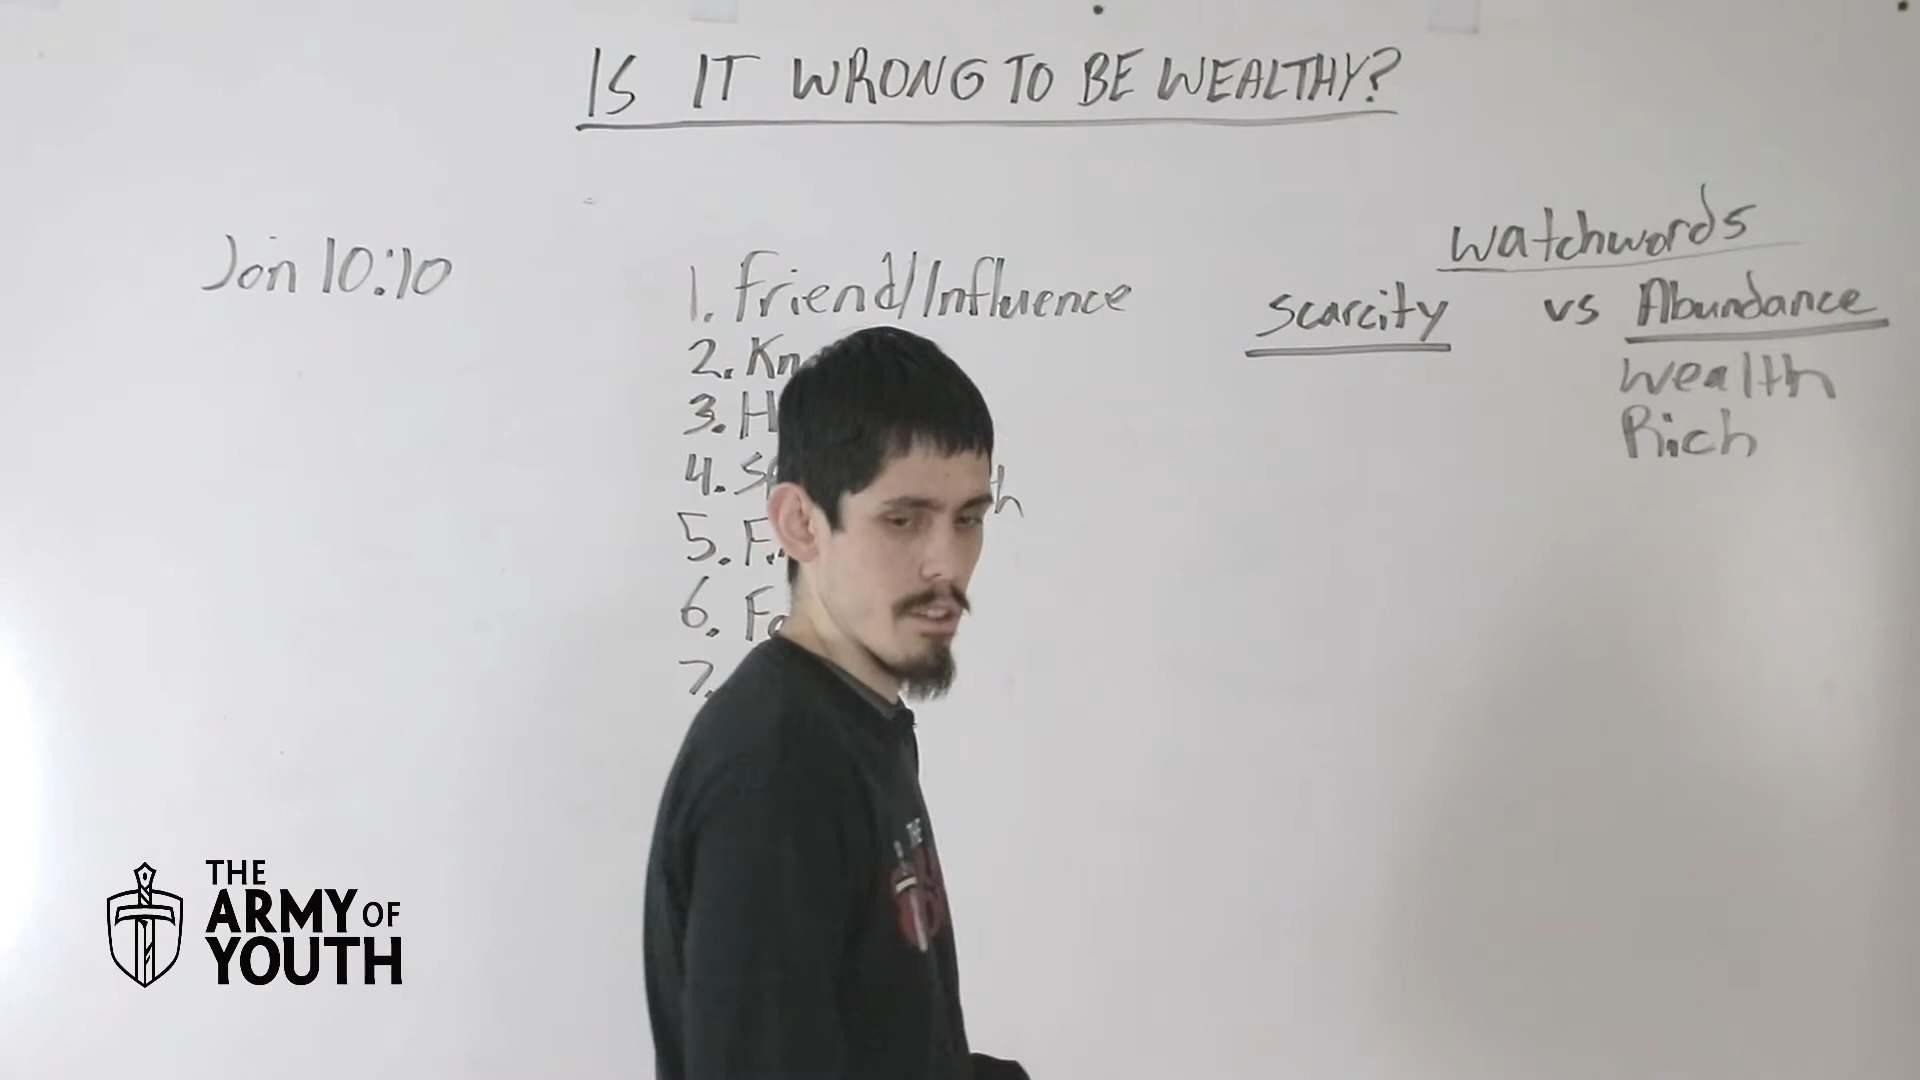 IS IT WRONG TO BE WEALTHY?
Jon 10:10
1. Friend/Influence
2. Kn
3. H
4. S
5. F
6. Fa
7.
watchwords
scarcity vs Abundance
Wealth
Rich
THE
ARMY OF
YOUTH